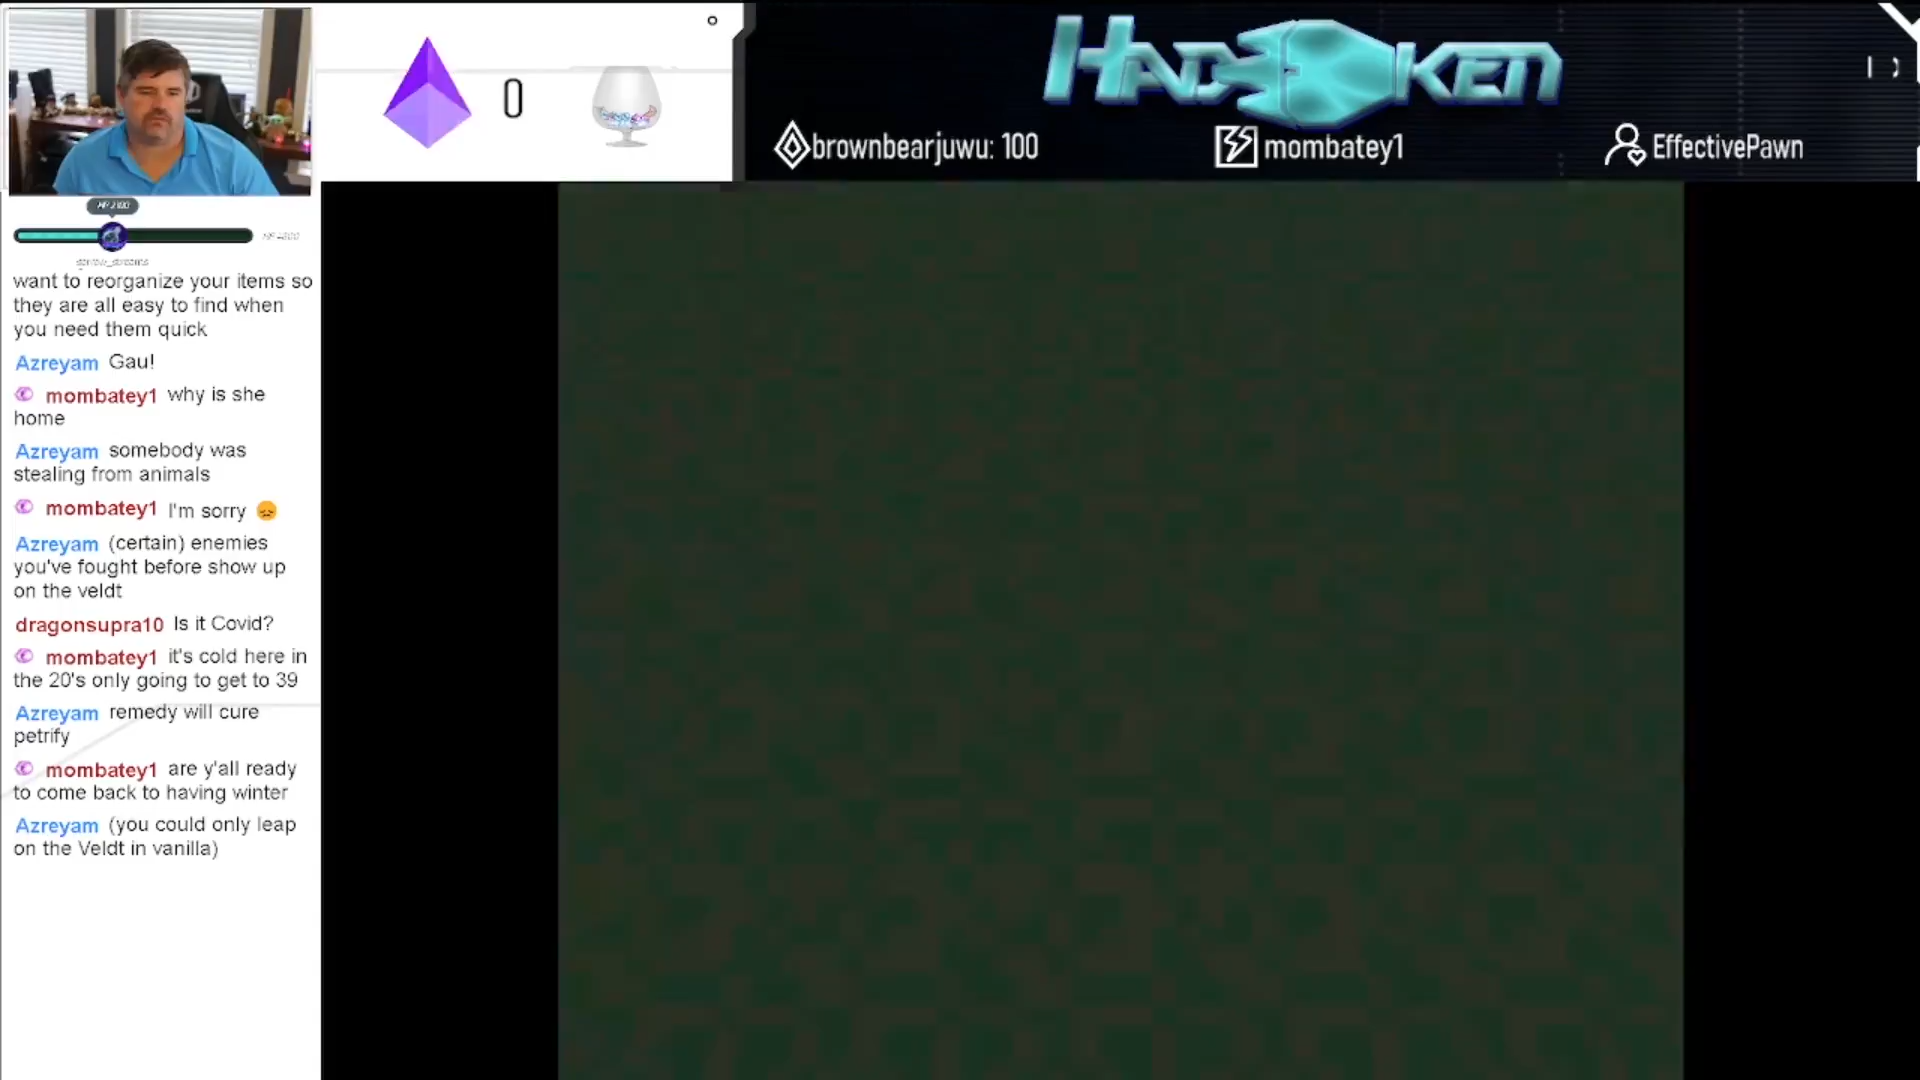 0
HADOKEN
brownbearjuwu: 100
mombatey1
EffectivePawn
want to reorganize your items so
they are all easy to find when
you need them quick
Azreyam Gau!
mombatey1 why is she
home
Azreyam somebody was
stealing from animals
mombatey1 I'm sorry 😞
Azreyam (certain) enemies
you've fought before show up
on the veldt
dragonsupra10 Is it Covid?
mombatey1 it's cold here in
the 20's only going to get to 39
Azreyam remedy will cure
petrify
mombatey1 are y'all ready
to come back to having winter
Azreyam (you could only leap
on the Veldt in vanilla)